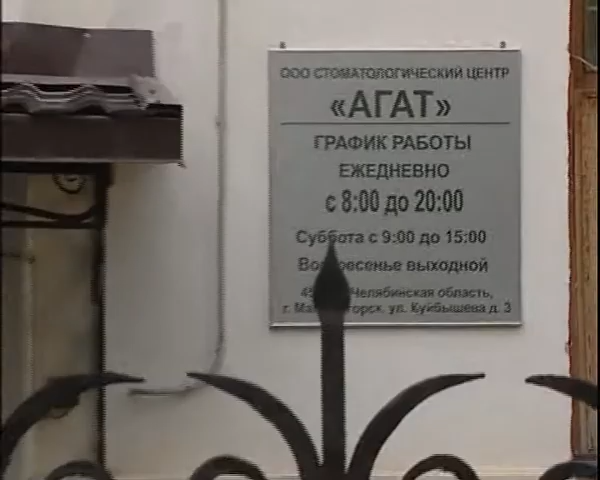 ООО СТОМАТОЛОГИЧЕСКИЙ ЦЕНТР
«АГАТ»
ГРАФИК РАБОТЫ
ЕЖЕДНЕВНО
с 8:00 до 20:00
Суббота с 9:00 до 15:00
Воскресенье выходной
Челябинская область,
г. ул. Куйбышева д. 3